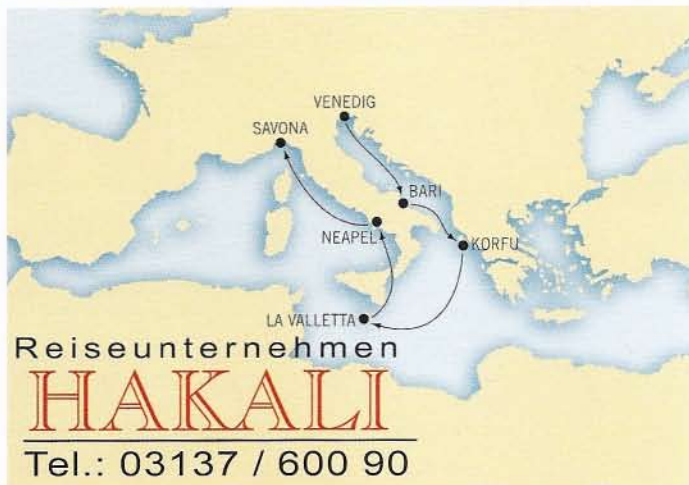 VENEDIG
SAVONA
BARI
NEAPEL
KORFU
LA VALLETTA
Reiseunternehmen
HAKALI
Tel.: 03137 / 600 90